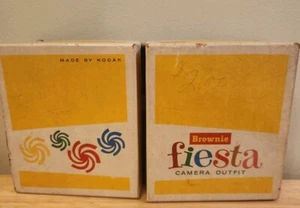 MADE BY KODAK
Brownie
fiesta
CAMERA OUTFIT